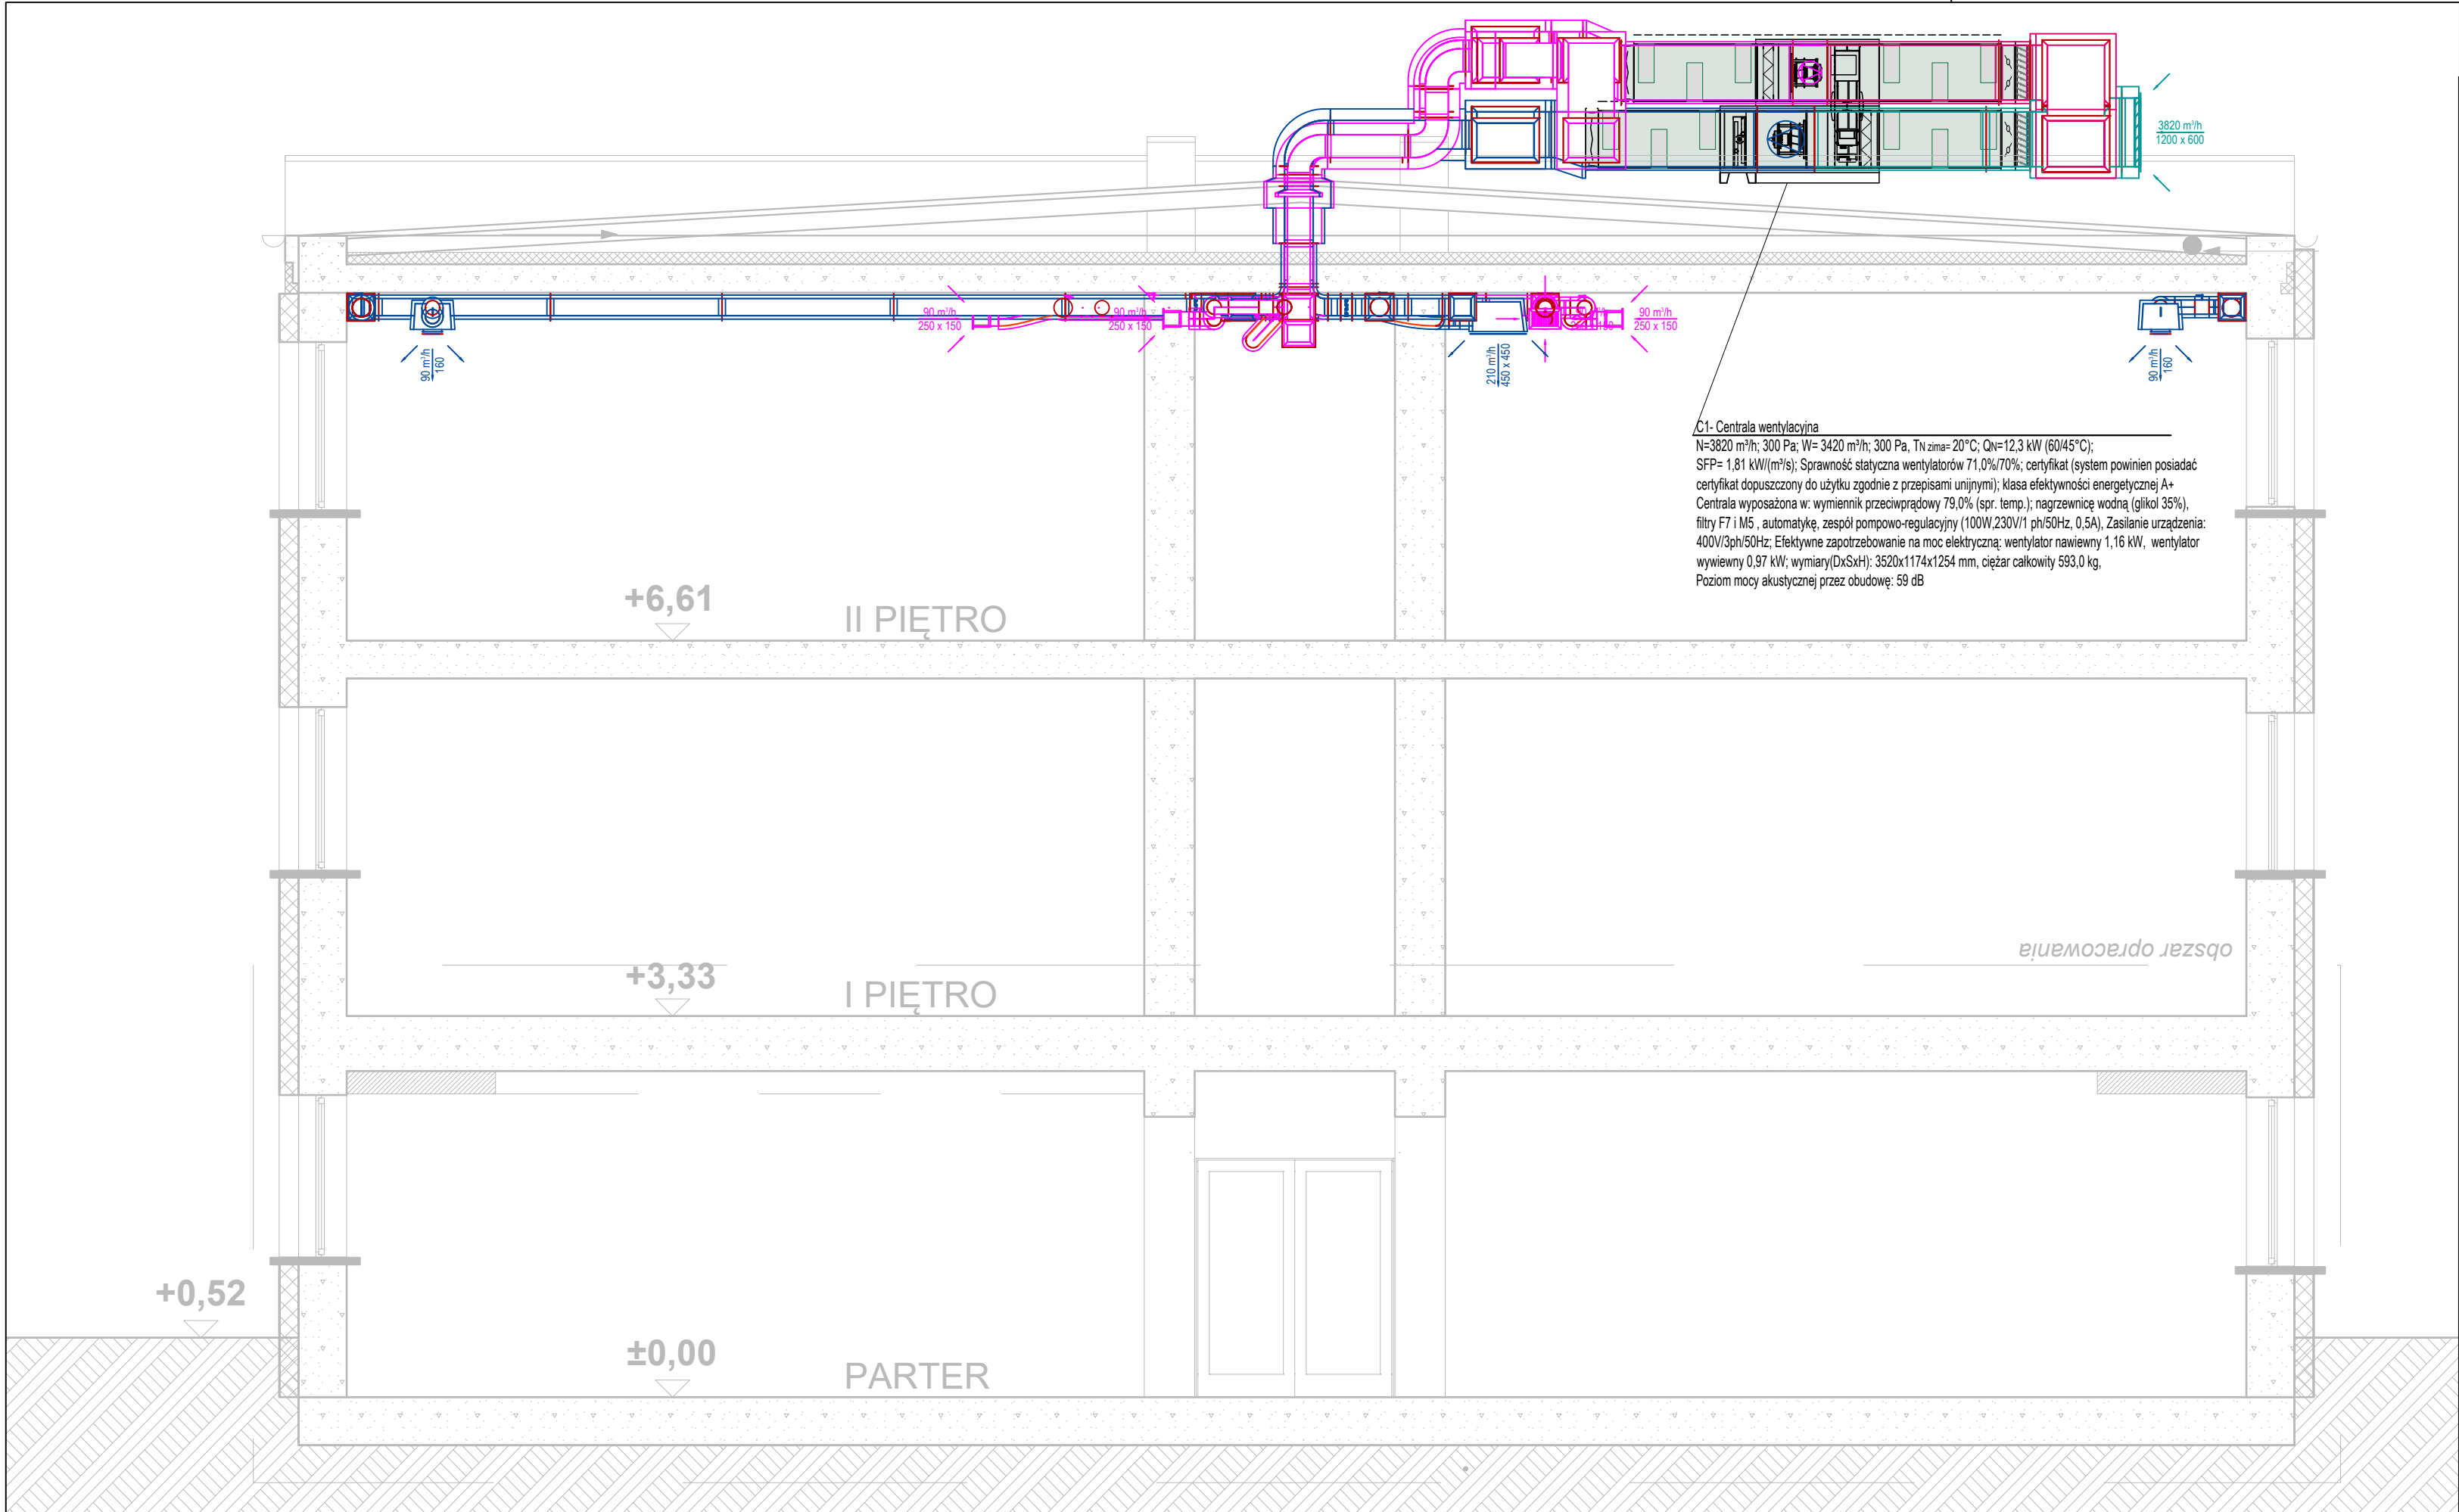 3820 m³/h
1200 x 600
90 m³/h
250 x 150
90 m³/h
250 x 150
90 m³/h
250 x 150
90 m³/h
160
210 m³/h
450 x 450
90 m³/h
160
C1- Centrala wentylacyjna
N=3820 m³/h; 300 Pa; W= 3420 m³/h; 300 Pa, TN zima= 20°C; QN=12,3 kW (60/45°C);
SFP= 1,81 kW/(m³/s); Sprawność statyczna wentylatorów 71,0%/70%; certyfikat (system powinien posiadać
certyfikat dopuszczony do użytku zgodnie z przepisami unijnymi); klasa efektywności energetycznej A+
Centrala wyposażona w: wymiennik przeciwprądowy 79,0% (spr. temp.); nagrzewnicę wodną (glikol 35%),
filtry F7 i M5 , automatykę, zespół pompowo-regulacyjny (100W,230V/1 ph/50Hz, 0,5A), Zasilanie urządzenia:
400V/3ph/50Hz; Efektywne zapotrzebowanie na moc elektryczną: wentylator nawiewny 1,16 kW, wentylator
wywiewny 0,97 kW; wymiary(DxSxH): 3520x1174x1254 mm, ciężar całkowity 593,0 kg,
Poziom mocy akustycznej przez obudowę: 59 dB
+6,61
II PIĘTRO
obszar opracowania
+3,33
I PIĘTRO
+0,52
±0,00
PARTER